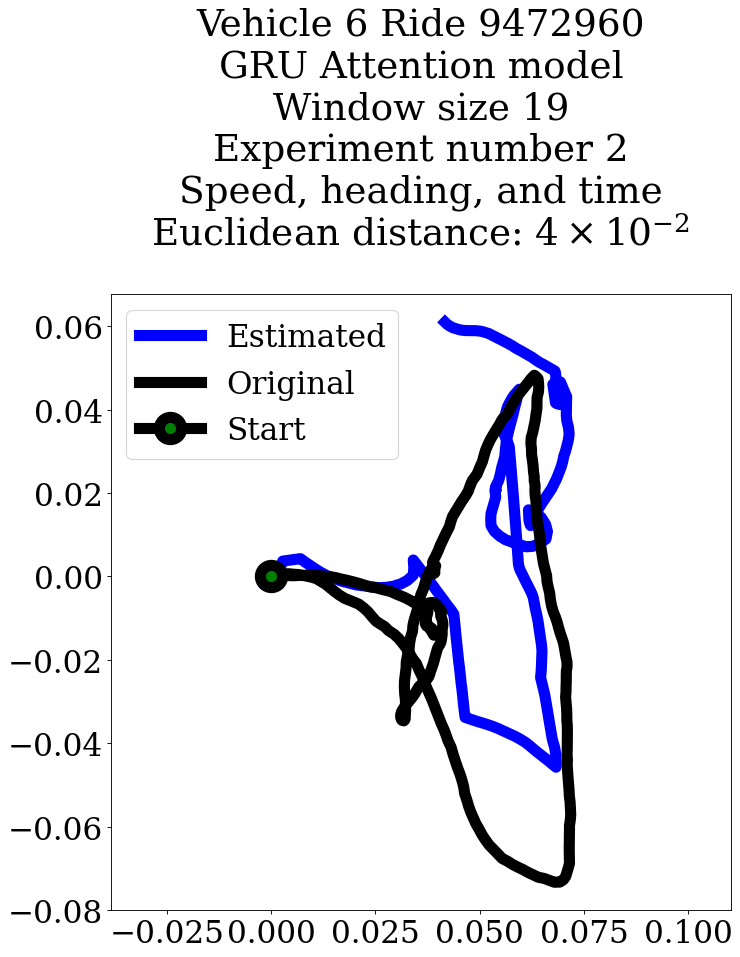 Vehicle 6 Ride 9472960
GRU Attention model
Window size 19
Experiment number 2
Speed, heading, and time
Euclidean distance: 4 × 10⁻²
Estimated
Original
Start
0.06
0.04
0.02
0.00
−0.02
−0.04
−0.06
−0.08
−0.025 0.000 0.025 0.050 0.075 0.100